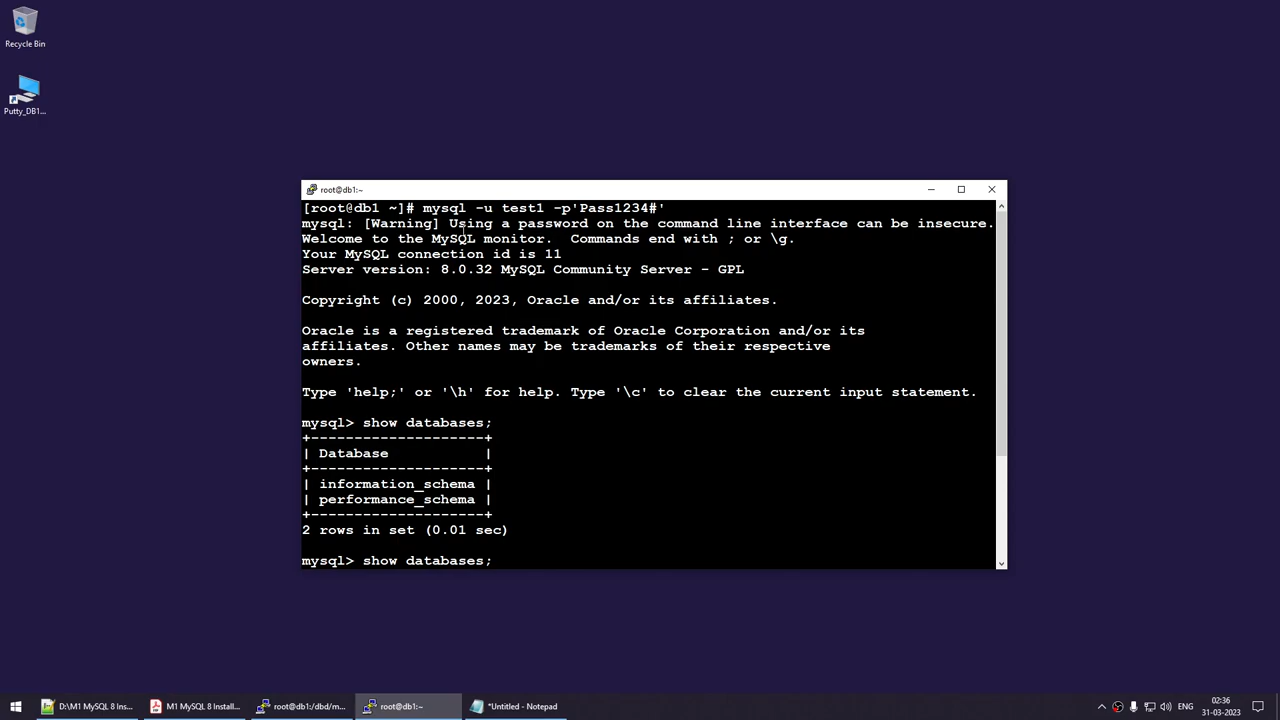 Recycle Bin
Putty_DB1...
root@db1:~
[root@db1 ~]# mysql -u test1 -p'Pass1234#'
mysql: [Warning] Using a password on the command line interface can be insecure.
Welcome to the MySQL monitor.  Commands end with ; or \g.
Your MySQL connection id is 11
Server version: 8.0.32 MySQL Community Server - GPL
Copyright (c) 2000, 2023, Oracle and/or its affiliates.
Oracle is a registered trademark of Oracle Corporation and/or its
affiliates. Other names may be trademarks of their respective
owners.
Type 'help;' or '\h' for help. Type '\c' to clear the current input statement.
mysql> show databases;
+--------------------+
| Database           |
+--------------------+
| information_schema |
| performance_schema |
+--------------------+
2 rows in set (0.01 sec)
mysql> show databases;
D:\M1 MySQL 8 Inst...
M1 MySQL 8 Install...
root@db1:/dbd/m...
root@db1:~
*Untitled - Notepad
ENG
02:36
31-03-2023